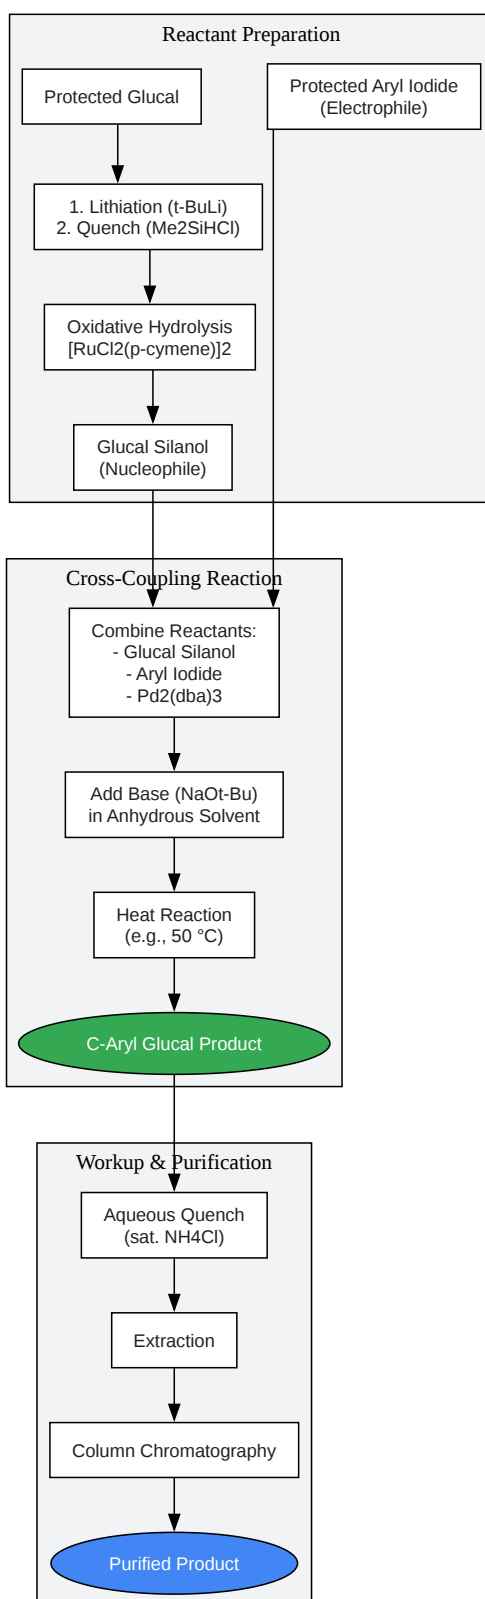 Reactant Preparation
Protected Glucal
Protected Aryl Iodide
(Electrophile)
1. Lithiation (t-BuLi)
2. Quench (Me2SiHCl)
Oxidative Hydrolysis
[RuCl2(p-cymene)]2
Glucal Silanol
(Nucleophile)
Cross-Coupling Reaction
Combine Reactants:
- Glucal Silanol
- Aryl Iodide
- Pd2(dba)3
Add Base (NaOt-Bu)
in Anhydrous Solvent
Heat Reaction
(e.g., 50 °C)
C-Aryl Glucal Product
Workup & Purification
Aqueous Quench
(sat. NH4Cl)
Extraction
Column Chromatography
Purified Product